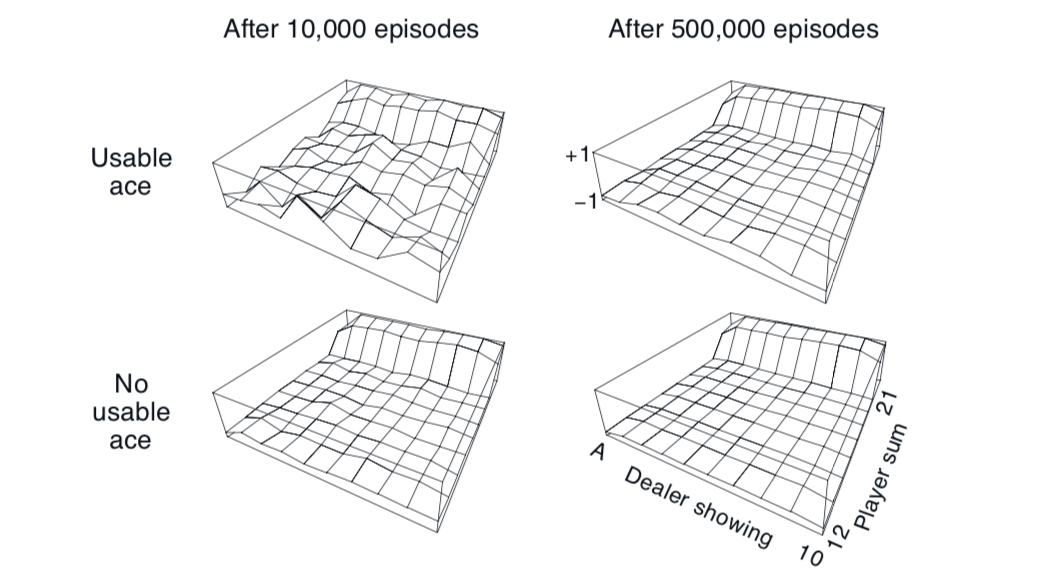 After 10,000 episodes
After 500,000 episodes
Usable
ace
+1
−1
No
usable
ace
A
Dealer showing
10
12
Player sum
21